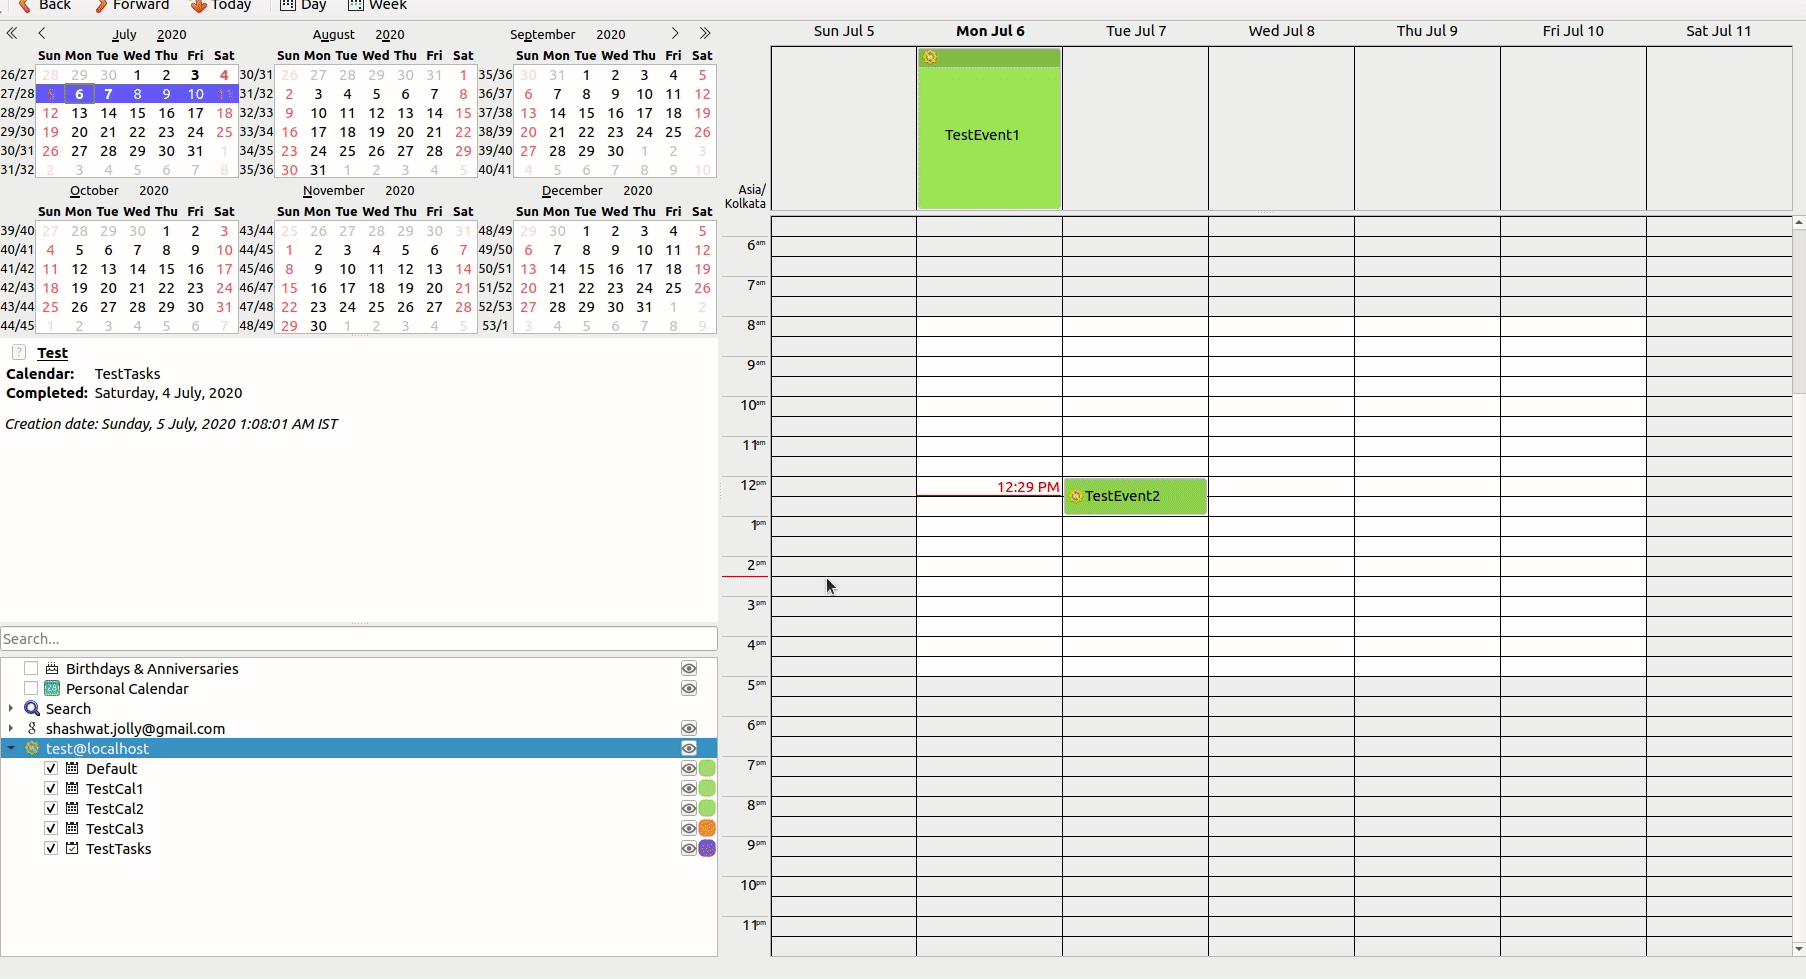 Back Forward Today Day Week
July 2020 August 2020 September 2020
Sun Mon Tue Wed Thu Fri Sat Sun Mon Tue Wed Thu Fri Sat Sun Mon Tue Wed Thu Fri Sat
26/27 28 29 30 1 2 3 4 30/31 26 27 28 29 30 31 1 35/36 30 31 1 2 3 4 5
27/28 5 6 7 8 9 10 11 31/32 2 3 4 5 6 7 8 36/37 6 7 8 9 10 11 12
28/29 12 13 14 15 16 17 18 32/33 9 10 11 12 13 14 15 37/38 13 14 15 16 17 18 19
29/30 19 20 21 22 23 24 25 33/34 16 17 18 19 20 21 22 38/39 20 21 22 23 24 25 26
30/31 26 27 28 29 30 31 1 34/35 23 24 25 26 27 28 29 39/40 27 28 29 30 1 2 3
31/32 2 3 4 5 6 7 8 35/36 30 31 1 2 3 4 5 40/41 4 5 6 7 8 9 10
October 2020 November 2020 December 2020
Sun Mon Tue Wed Thu Fri Sat Sun Mon Tue Wed Thu Fri Sat Sun Mon Tue Wed Thu Fri Sat
39/40 27 28 29 30 1 2 3 43/44 25 26 27 28 29 30 31 48/49 29 30 1 2 3 4 5
40/41 4 5 6 7 8 9 10 44/45 1 2 3 4 5 6 7 49/50 6 7 8 9 10 11 12
41/42 11 12 13 14 15 16 17 45/46 8 9 10 11 12 13 14 50/51 13 14 15 16 17 18 19
42/43 18 19 20 21 22 23 24 46/47 15 16 17 18 19 20 21 51/52 20 21 22 23 24 25 26
43/44 25 26 27 28 29 30 31 47/48 22 23 24 25 26 27 28 52/53 27 28 29 30 31 1 2
44/45 1 2 3 4 5 6 7 48/49 29 30 1 2 3 4 5 53/1 3 4 5 6 7 8 9
? Test
Calendar: TestTasks
Completed: Saturday, 4 July, 2020
Creation date: Sunday, 5 July, 2020 1:08:01 AM IST
Search...
Birthdays & Anniversaries
Personal Calendar
Search
shashwat.jolly@gmail.com
test@localhost
Default
TestCal1
TestCal2
TestCal3
TestTasks
Sun Jul 5 Mon Jul 6 Tue Jul 7 Wed Jul 8 Thu Jul 9 Fri Jul 10 Sat Jul 11
TestEvent1
Asia/
Kolkata
6am
7am
8am
9am
10am
11am
12pm
12:29 PM
TestEvent2
1pm
2pm
3pm
4pm
5pm
6pm
7pm
8pm
9pm
10pm
11pm